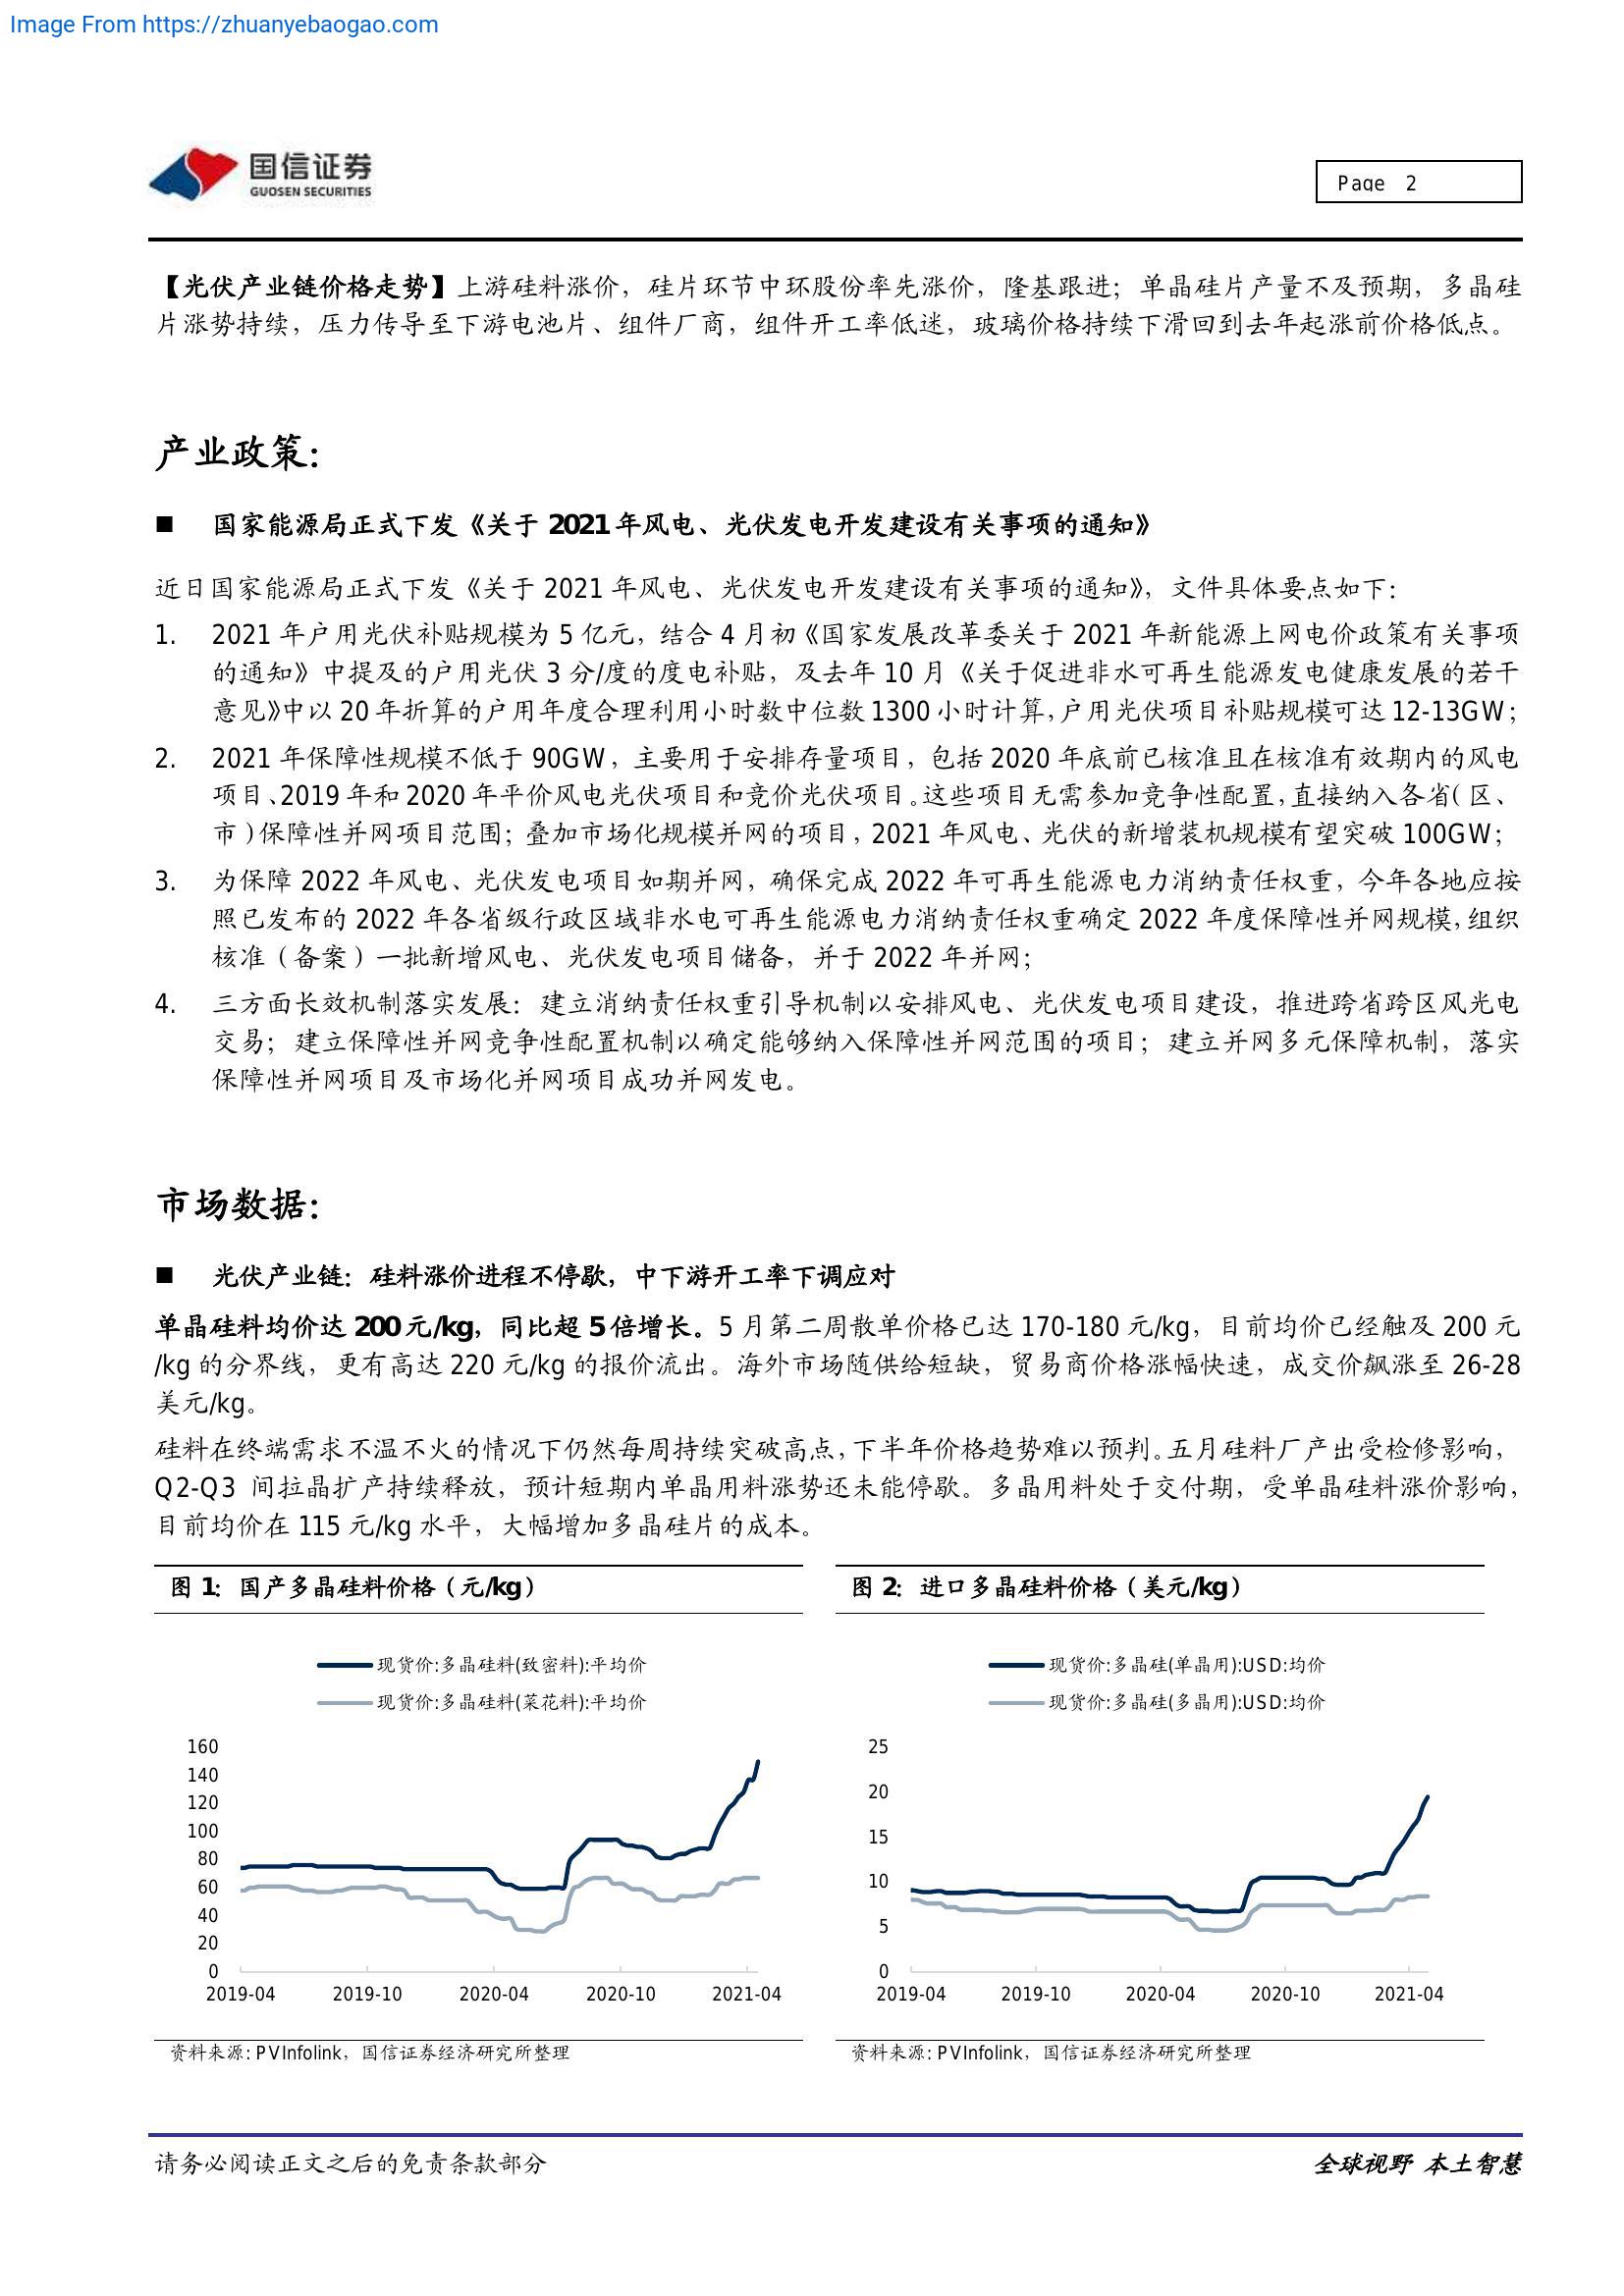 Image From https://zhuanyebaogao.com
国信证券
GUOSEN SECURITIES
Page 2
【光伏产业链价格走势】上游硅料涨价，硅片环节中环股份率先涨价，隆基跟进；单晶硅片产量不及预期，多晶硅
片涨势持续，压力传导至下游电池片、组件厂商，组件开工率低迷，玻璃价格持续下滑回到去年起涨前价格低点。
产业政策：
■ 国家能源局正式下发《关于 2021 年风电、光伏发电开发建设有关事项的通知》
近日国家能源局正式下发《关于 2021 年风电、光伏发电开发建设有关事项的通知》，文件具体要点如下：
1. 2021 年户用光伏补贴规模为 5 亿元，结合 4 月初《国家发展改革委关于 2021 年新能源上网电价政策有关事项
的通知》中提及的户用光伏 3 分/度的度电补贴，及去年 10 月《关于促进非水可再生能源发电健康发展的若干
意见》中以 20 年折算的户用年度合理利用小时数中位数 1300 小时计算，户用光伏项目补贴规模可达 12-13GW；
2. 2021 年保障性规模不低于 90GW，主要用于安排存量项目，包括 2020 年底前已核准且在核准有效期内的风电
项目、2019 年和 2020 年平价风电光伏项目和竞价光伏项目。这些项目无需参加竞争性配置，直接纳入各省（区、
市）保障性并网项目范围；叠加市场化规模并网的项目，2021 年风电、光伏的新增装机规模有望突破 100GW；
3. 为保障 2022 年风电、光伏发电项目如期并网，确保完成 2022 年可再生能源电力消纳责任权重，今年各地应按
照已发布的 2022 年各省级行政区域非水电可再生能源电力消纳责任权重确定 2022 年度保障性并网规模，组织
核准（备案）一批新增风电、光伏发电项目储备，并于 2022 年并网；
4. 三方面长效机制落实发展：建立消纳责任权重引导机制以安排风电、光伏发电项目建设，推进跨省跨区风光电
交易；建立保障性并网竞争性配置机制以确定能够纳入保障性并网范围的项目；建立并网多元保障机制，落实
保障性并网项目及市场化并网项目成功并网发电。
市场数据：
■ 光伏产业链：硅料涨价进程不停歇，中下游开工率下调应对
单晶硅料均价达 200 元/kg，同比超 5 倍增长。5 月第二周散单价格已达 170-180 元/kg，目前均价已经触及 200 元
/kg 的分界线，更有高达 220 元/kg 的报价流出。海外市场随供给短缺，贸易商价格涨幅快速，成交价飙涨至 26-28
美元/kg。
硅料在终端需求不温不火的情况下仍然每周持续突破高点，下半年价格趋势难以预判。五月硅料厂产出受检修影响，
Q2-Q3 间拉晶扩产持续释放，预计短期内单晶用料涨势还未能停歇。多晶用料处于交付期，受单晶硅料涨价影响，
目前均价在 115 元/kg 水平，大幅增加多晶硅片的成本。
图 1：国产多晶硅料价格（元/kg）
现货价:多晶硅料(致密料):平均价
现货价:多晶硅料(菜花料):平均价
160
140
120
100
80
60
40
20
0
2019-04 2019-10 2020-04 2020-10 2021-04
资料来源：PVInfolink，国信证券经济研究所整理
图 2：进口多晶硅料价格（美元/kg）
现货价:多晶硅(单晶用):USD:均价
现货价:多晶硅(多晶用):USD:均价
25
20
15
10
5
0
2019-04 2019-10 2020-04 2020-10 2021-04
资料来源：PVInfolink，国信证券经济研究所整理
请务必阅读正文之后的免责条款部分
全球视野 本土智慧